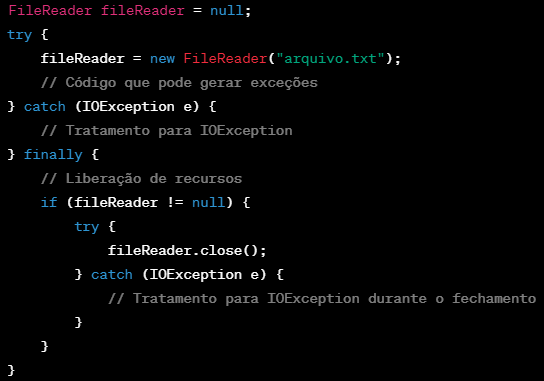 FileReader fileReader = null;
try {
    fileReader = new FileReader("arquivo.txt");
    // Código que pode gerar exceções
} catch (IOException e) {
    // Tratamento para IOException
} finally {
    // Liberação de recursos
    if (fileReader != null) {
        try {
            fileReader.close();
        } catch (IOException e) {
            // Tratamento para IOException durante o fechamento
        }
    }
}